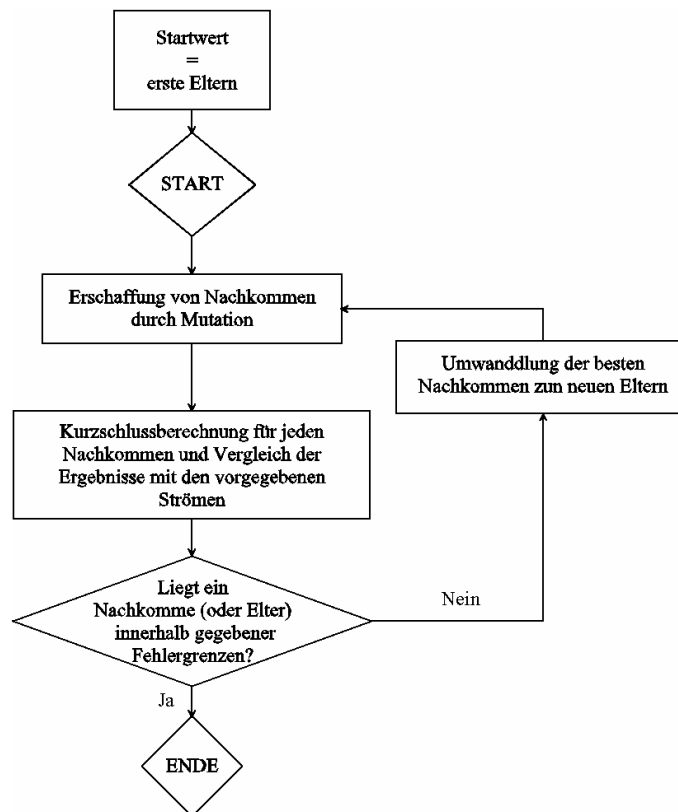 Startwert
=
erste Eltern
START
Erschaffung von Nachkommen
durch Mutation
Umwanddlung der besten
Nachkommen zun neuen Eltern
Kurzschlussberechnung für jeden
Nachkommen und Vergleich der
Ergebnisse mit den vorgegebenen
Strömen
Liegt ein
Nachkomme (oder Elter)
innerhalb gegebener
Fehlergrenzen?
Nein
Ja
ENDE